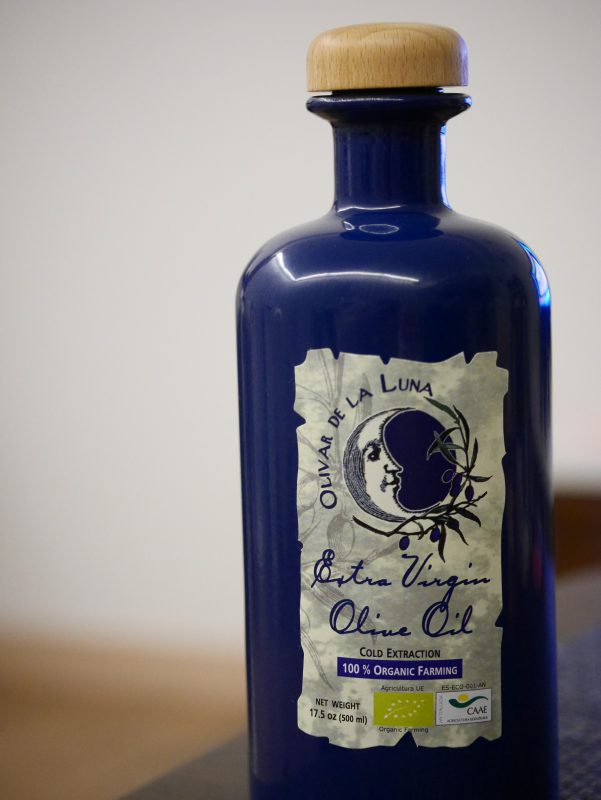 OLIVAR DE LA LUNA
Extra Virgin
Olive Oil
COLD EXTRACTION
100 % ORGANIC FARMING
Agricultura UE
ES-ECO-001-AN
NET WEIGHT
17.5 oz (500 ml)
CAAE
Organic Farming